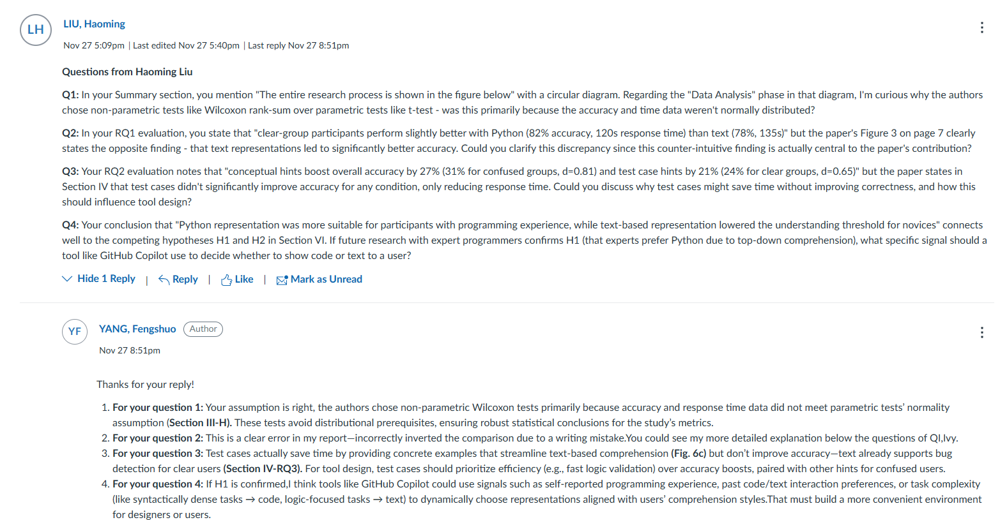 LH
LIU, Haoming
Nov 27 5:09pm | Last edited Nov 27 5:40pm | Last reply Nov 27 8:51pm
Questions from Haoming Liu
Q1: In your Summary section, you mention "The entire research process is shown in the figure below" with a circular diagram. Regarding the "Data Analysis" phase in that diagram, I'm curious why the authors
chose non-parametric tests like Wilcoxon rank-sum over parametric tests like t-test - was this primarily because the accuracy and time data weren't normally distributed?
Q2: In your RQ1 evaluation, you state that "clear-group participants perform slightly better with Python (82% accuracy, 120s response time) than text (78%, 135s)" but the paper's Figure 3 on page 7 clearly
states the opposite finding - that text representations led to significantly better accuracy. Could you clarify this discrepancy since this counter-intuitive finding is actually central to the paper's contribution?
Q3: Your RQ2 evaluation notes that "conceptual hints boost overall accuracy by 27% (31% for confused groups, d=0.81) and test case hints by 21% (24% for clear groups, d=0.65)" but the paper states in
Section IV that test cases didn't significantly improve accuracy for any condition, only reducing response time. Could you discuss why test cases might save time without improving correctness, and how this
should influence tool design?
Q4: Your conclusion that "Python representation was more suitable for participants with programming experience, while text-based representation lowered the understanding threshold for novices" connects
well to the competing hypotheses H1 and H2 in Section VI. If future research with expert programmers confirms H1 (that experts prefer Python due to top-down comprehension), what specific signal should a
tool like GitHub Copilot use to decide whether to show code or text to a user?
Hide 1 Reply | Reply | Like | Mark as Unread
YF
YANG, Fengshuo Author
Nov 27 8:51pm
Thanks for your reply!
1. For your question 1: Your assumption is right, the authors chose non-parametric Wilcoxon tests primarily because accuracy and response time data did not meet parametric tests' normality
assumption (Section III-H). These tests avoid distributional prerequisites, ensuring robust statistical conclusions for the study's metrics.
2. For your question 2: This is a clear error in my report—incorrectly inverted the comparison due to a writing mistake.You could see my more detailed explanation below the questions of QI,Ivy.
3. For your question 3: Test cases actually save time by providing concrete examples that streamline text-based comprehension (Fig. 6c) but don't improve accuracy—text already supports bug
detection for clear users (Section IV-RQ3). For tool design, test cases should prioritize efficiency (e.g., fast logic validation) over accuracy boosts, paired with other hints for confused users.
4. For your question 4: If H1 is confirmed,I think tools like GitHub Copilot could use signals such as self-reported programming experience, past code/text interaction preferences, or task complexity
(like syntactically dense tasks → code, logic-focused tasks → text) to dynamically choose representations aligned with users' comprehension styles.That must build a more convenient environment
for designers or users.